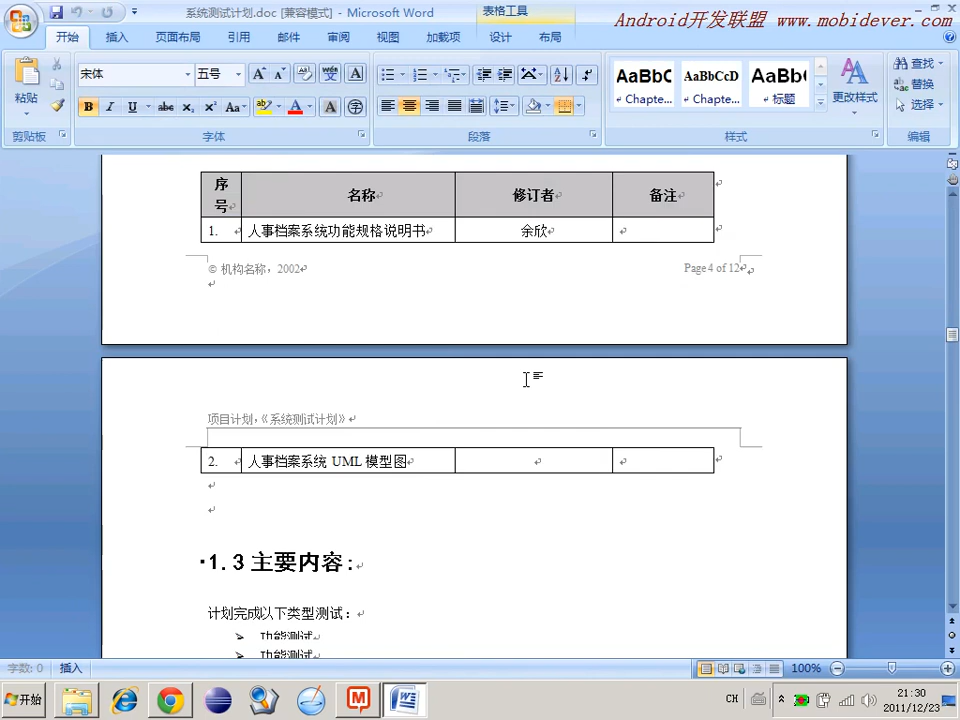 系统测试计划.doc [兼容模式] - Microsoft Word
表格工具
Android开发联盟 www.mobidever.com
开始 插入 页面布局 引用 邮件 审阅 视图 加载项 设计 布局
粘贴
宋体 五号
AaBbC AaBbCcD AaBb
Chapte... Chapte... 标题
更改样式
查找
替换
选择
剪贴板 字体 段落 样式 编辑
序号 名称 修订者 备注
1. 人事档案系统功能规格说明书 余欣
© 机构名称，2002 Page 4 of 12
项目计划，《系统测试计划》
2. 人事档案系统 UML 模型图
1.3 主要内容:
计划完成以下类型测试：
功能测试
功能测试
字数: 0 插入 100%
开始 CH 21:30
2011/12/23